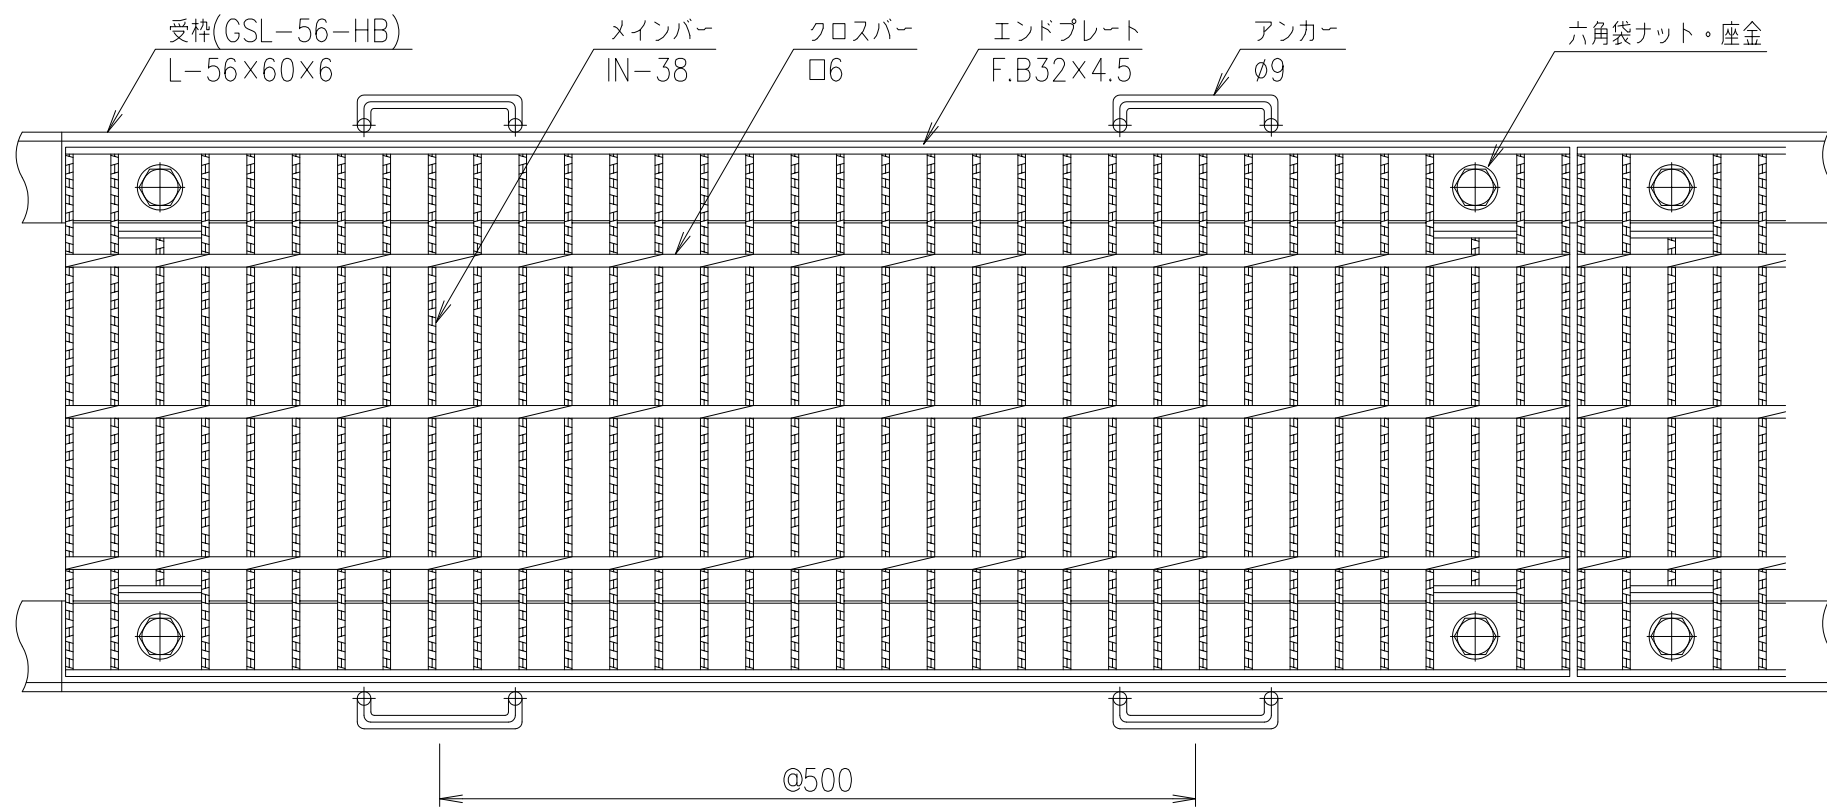 受枠(GSL-56-HB)
L-56×60×6
メインバー
IN-38
クロスバー
□6
エンドプレート
F.B32×4.5
アンカー
φ9
六角袋ナット・座金
@500